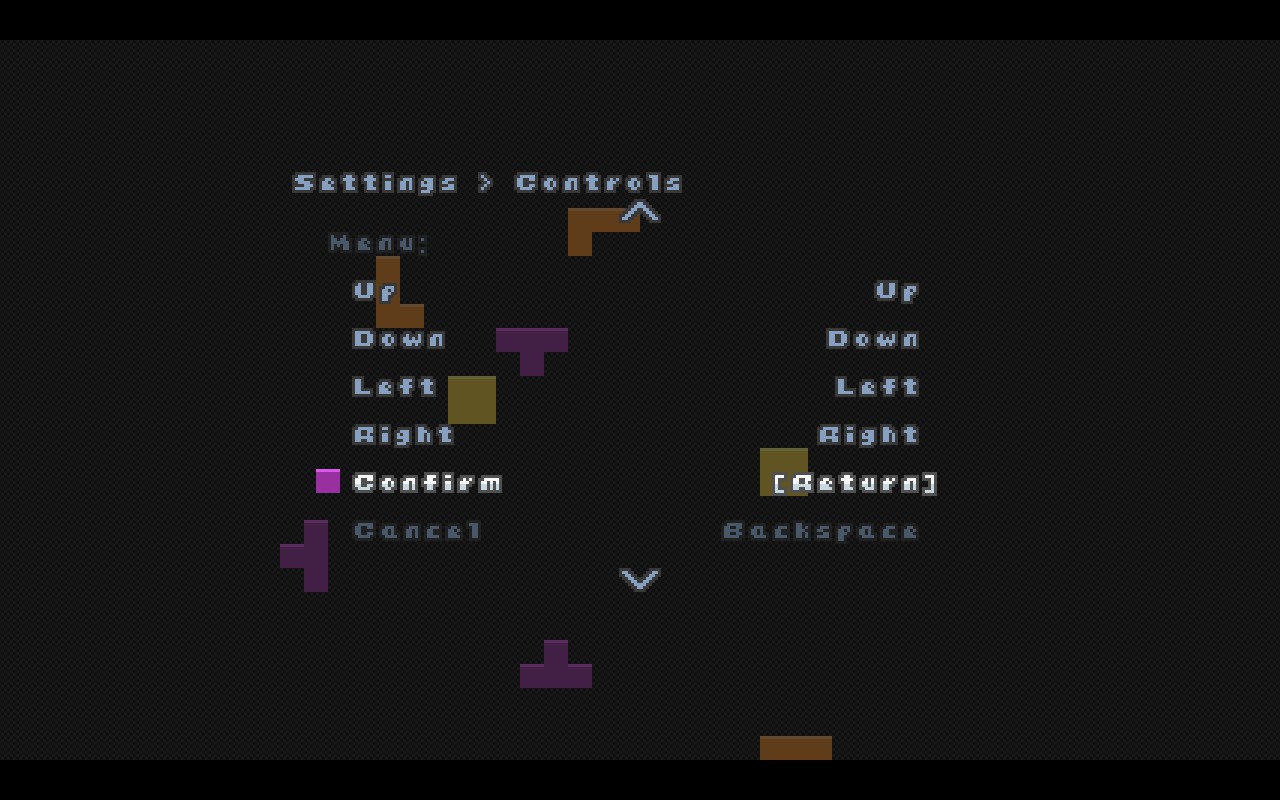 Settings > Controls
Menu:
Up Up
Down Down
Left Left
Right Right
Confirm [Return]
Cancel Backspace